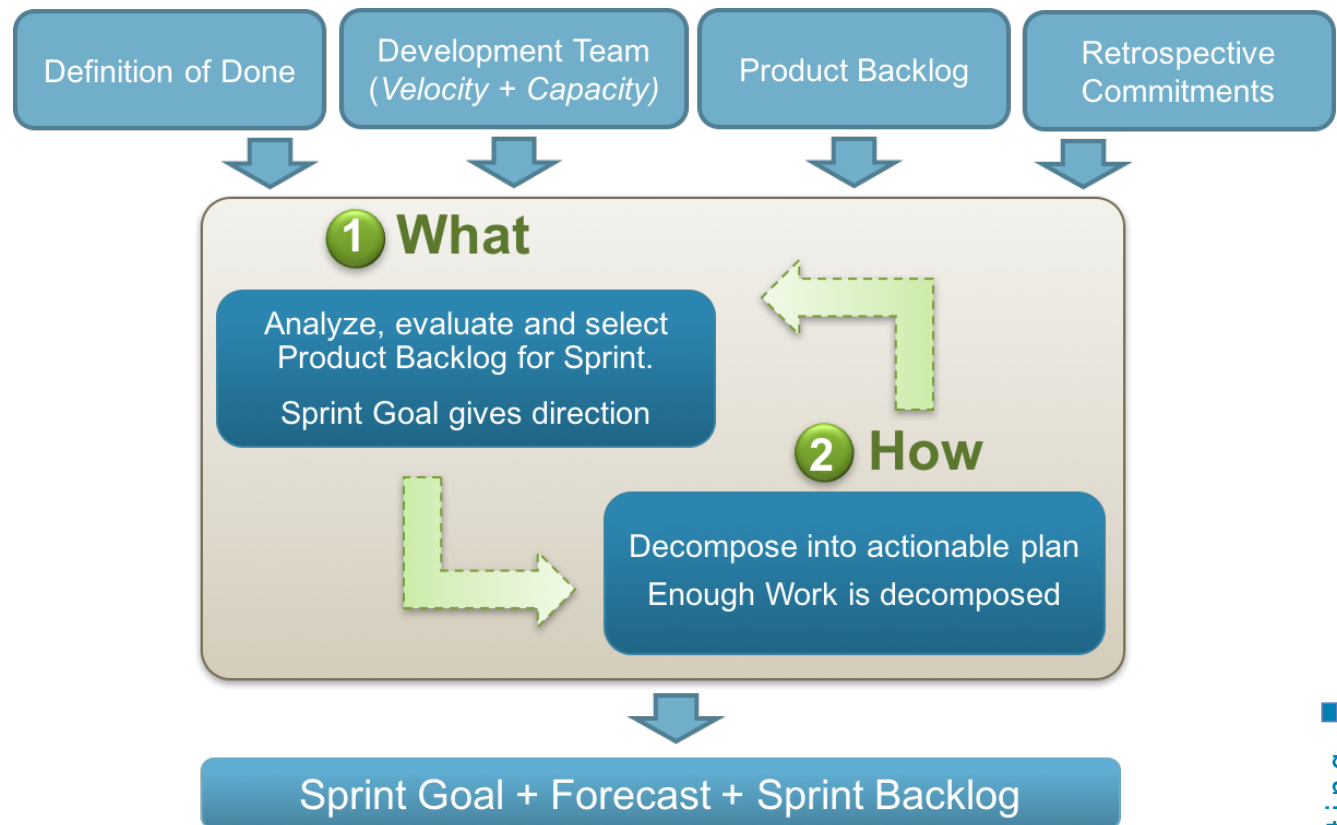 Definition of Done
Development Team
(Velocity + Capacity)
Product Backlog
Retrospective
Commitments
1 What
Analyze, evaluate and select
Product Backlog for Sprint.
Sprint Goal gives direction
2 How
Decompose into actionable plan
Enough Work is decomposed
Sprint Goal + Forecast + Sprint Backlog